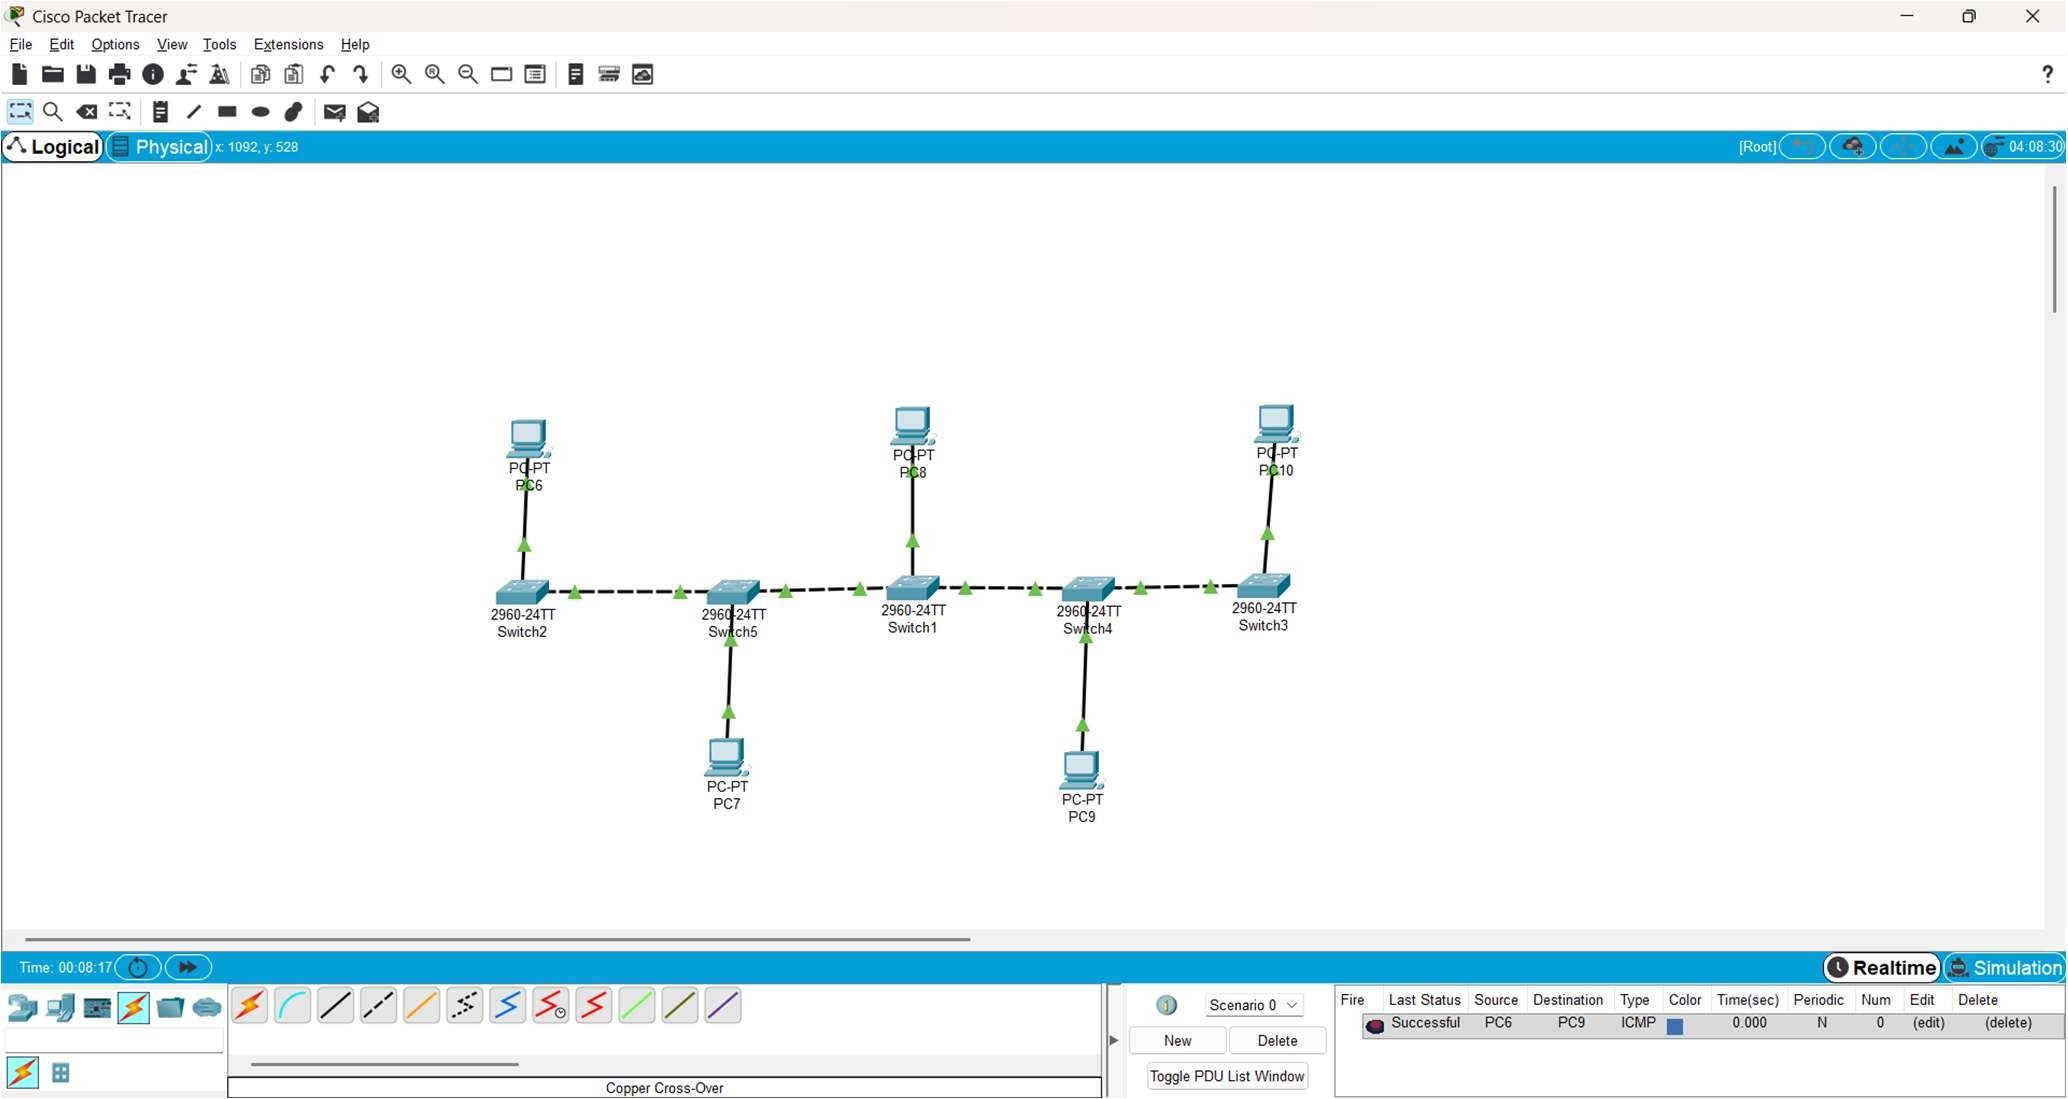 Cisco Packet Tracer
File Edit Options View Tools Extensions Help
?
Logical Physical x: 1092, y: 528 [Root] 04:08:30
PC-PT
PC6
PC-PT
PC8
PC-PT
PC10
2960-24TT
Switch2
2960-24TT
Switch5
2960-24TT
Switch1
2960-24TT
Switch4
2960-24TT
Switch3
PC-PT
PC7
PC-PT
PC9
Time: 00:08:17 Realtime Simulation
Scenario 0
New Delete
Toggle PDU List Window
Fire Last Status Source Destination Type Color Time(sec) Periodic Num Edit Delete
Successful PC6 PC9 ICMP 0.000 N 0 (edit) (delete)
Copper Cross-Over